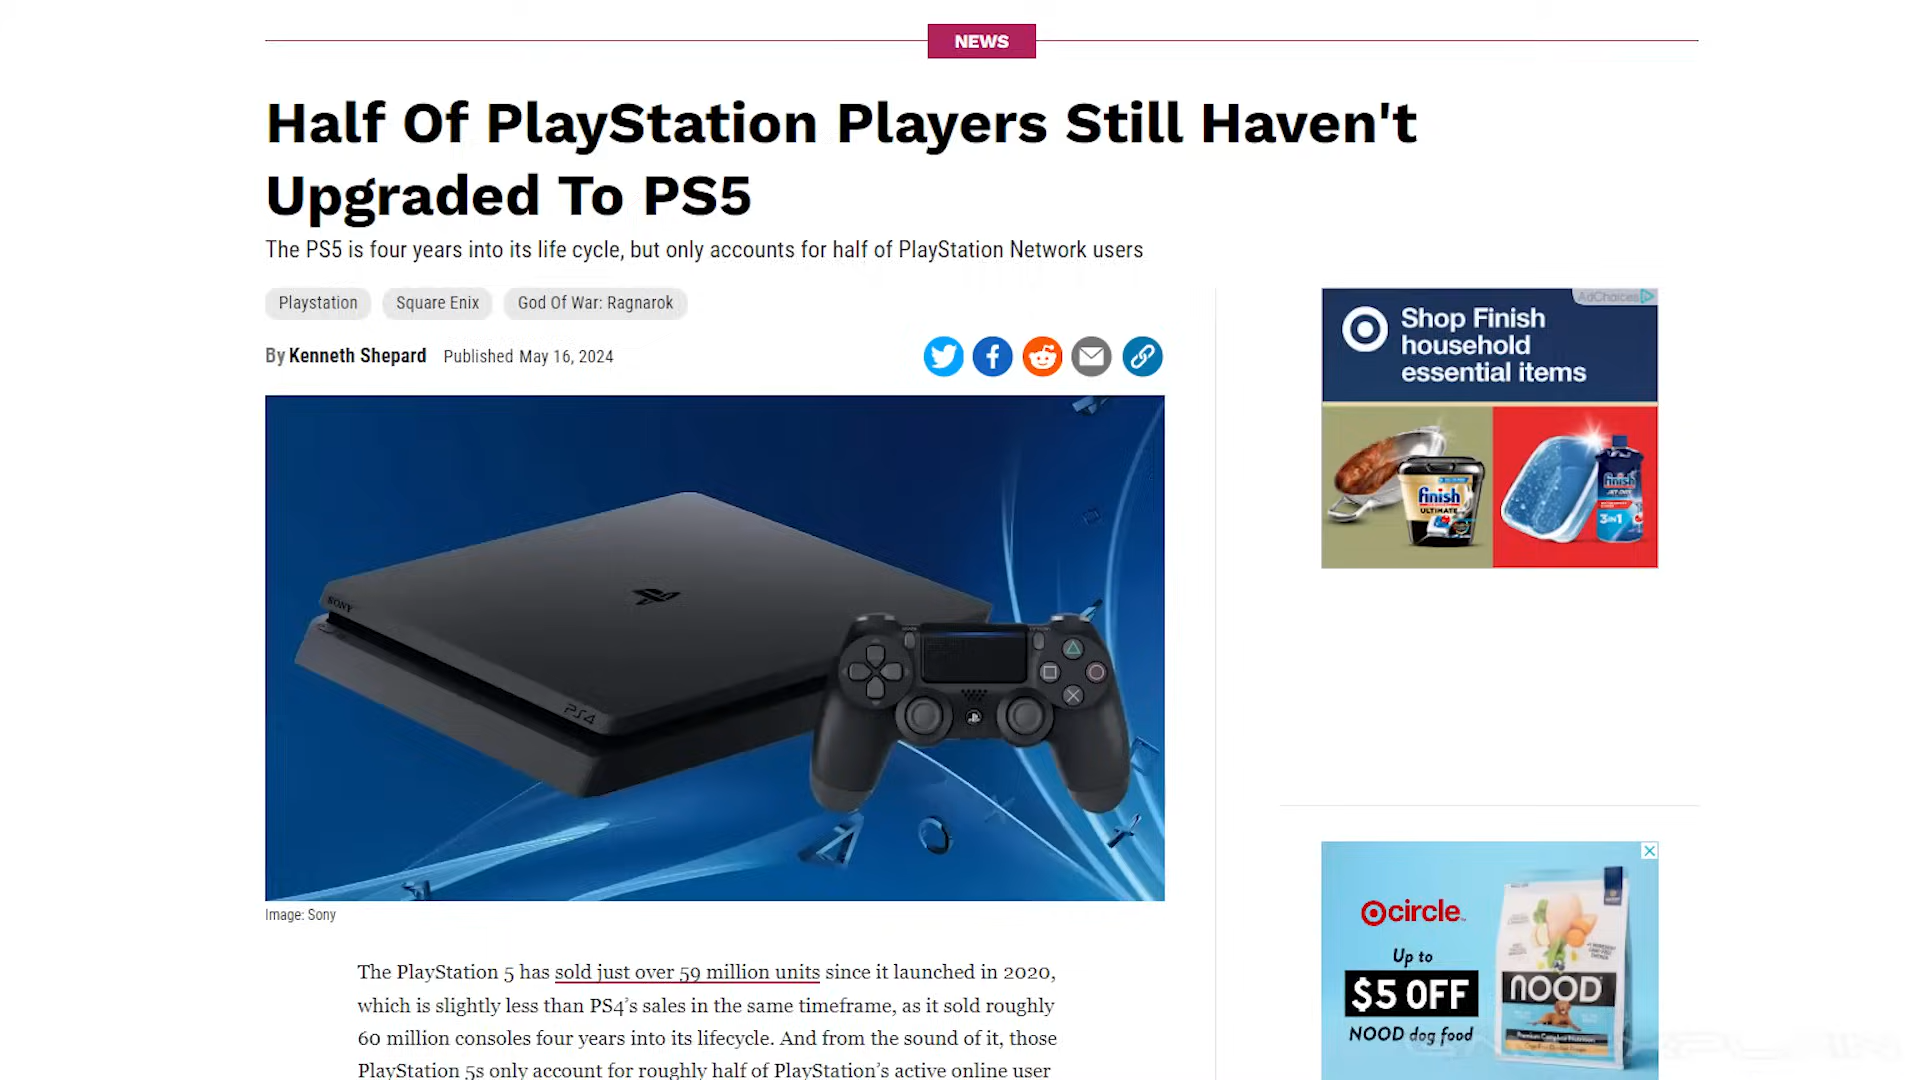 NEWS
Half Of PlayStation Players Still Haven't
Upgraded To PS5
The PS5 is four years into its life cycle, but only accounts for half of PlayStation Network users
Playstation
Square Enix
God Of War: Ragnarok
By Kenneth Shepard Published May 16, 2024
SONY
PS4
Image: Sony
The PlayStation 5 has sold just over 59 million units since it launched in 2020,
which is slightly less than PS4’s sales in the same timeframe, as it sold roughly
60 million consoles four years into its lifecycle. And from the sound of it, those
PlayStation 5s only account for roughly half of PlayStation’s active online user
AdChoices
Shop Finish
household
essential items
finish
ULTIMATE
finish
JET-DRY
3IN1
circle
Up to
$5 OFF
NOOD dog food
NOOD